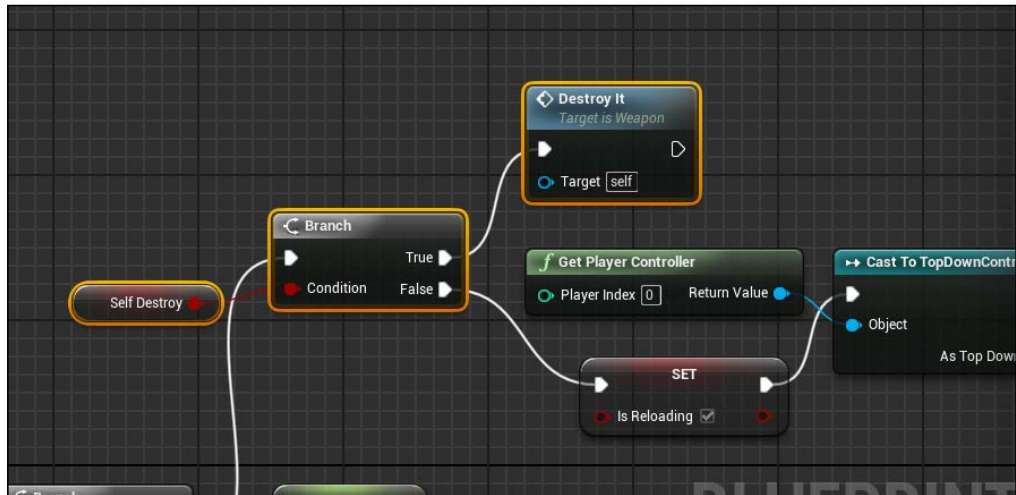 Destroy It
Target is Weapon
Target self
Branch
True
Condition
False
Self Destroy
Get Player Controller
Player Index 0
Return Value
Cast To TopDownContr
Object
As Top Down
SET
Is Reloading